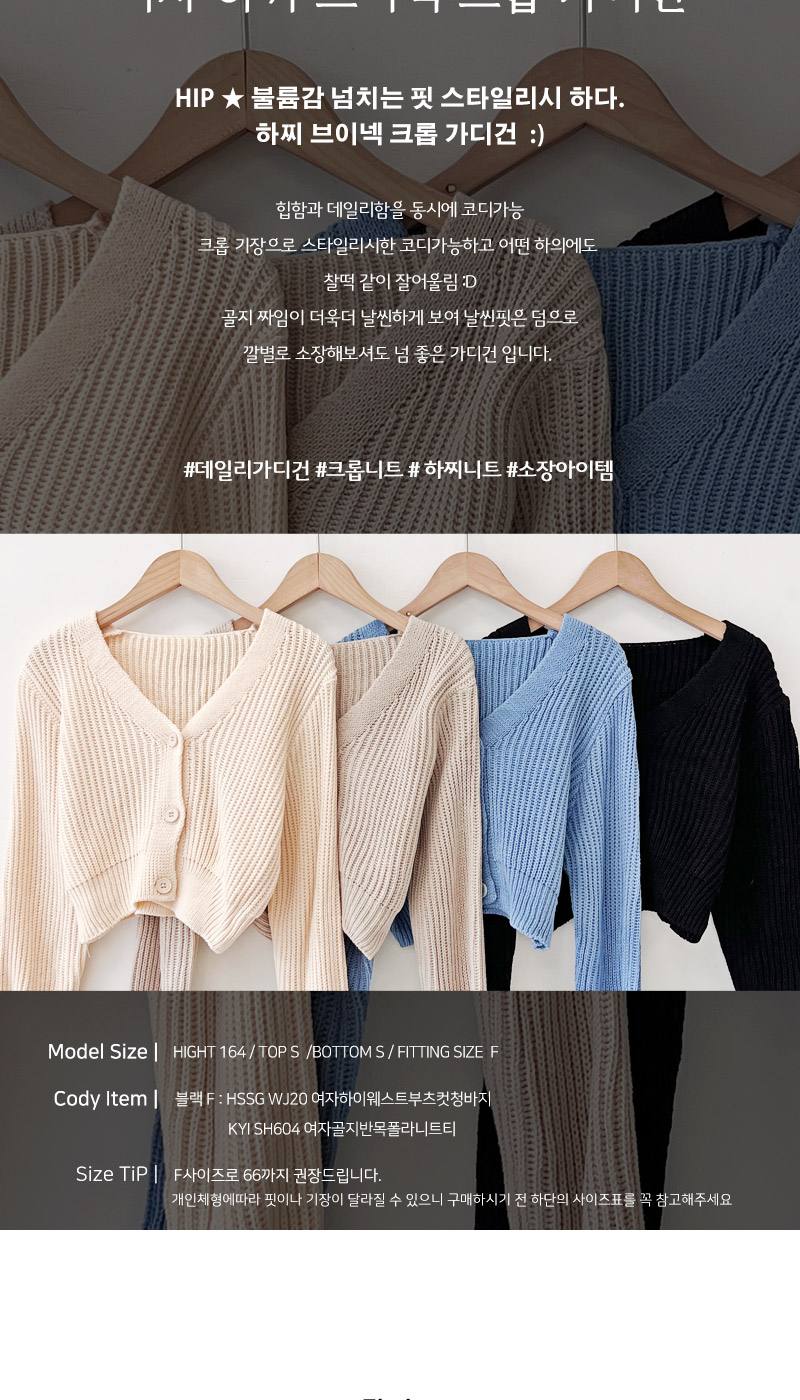 HIP ★ 볼륨감 넘치는 핏 스타일리시 하다.
하찌 브이넥 크롭 가디건 :)
힙함과 데일리함을 동시에 코디가능
크롭 기장으로 스타일리시한 코디가능하고 어떤 하의에도
찰떡 같이 잘어울림 :D
골지 짜임이 더욱더 날씬하게 보여 날씬핏은 덤으로
깔별로 소장해보셔도 넘 좋은 가디건 입니다.
#데일리가디건 #크롭니트 # 하찌니트 #소장아이템
Model Size | HIGHT 164 / TOP S /BOTTOM S / FITTING SIZE F
Cody Item | 블랙 F : HSSG WJ20 여자하이웨스트부츠컷청바지
KYI SH604 여자골지반목폴라니트티
Size TiP | F사이즈로 66까지 권장드립니다.
개인체형에따라 핏이나 기장이 달라질 수 있으니 구매하시기 전 하단의 사이즈표를 꼭 참고해주세요